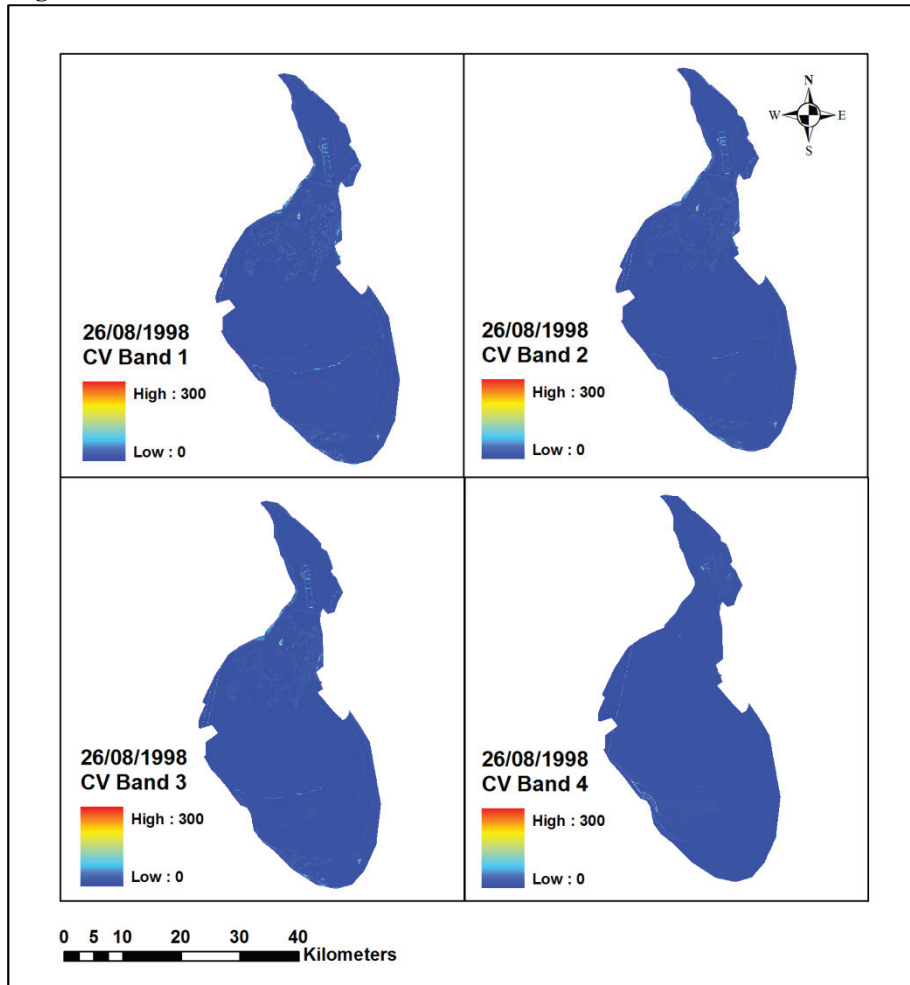 N
W E
S
26/08/1998
CV Band 1
High : 300
Low : 0
26/08/1998
CV Band 2
High : 300
Low : 0
26/08/1998
CV Band 3
High : 300
Low : 0
26/08/1998
CV Band 4
High : 300
Low : 0
0 5 10 20 30 40
Kilometers